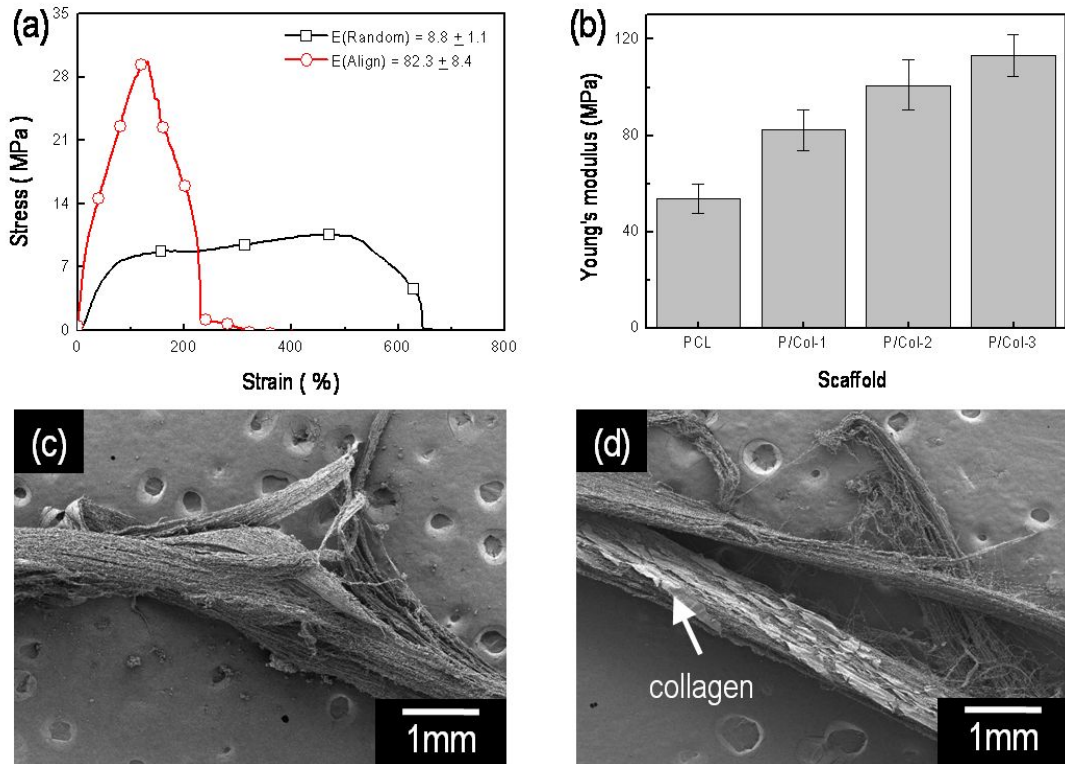 (a)
35
28
21
14
7
0
Stress ( MPa )
E(Random) = 8.8 ± 1.1
E(Align) = 82.3 ± 8.4
0 200 400 600 800
Strain ( %)
(b)
120
80
40
0
Young's modulus (MPa)
PCL P/Col-1 P/Col-2 P/Col-3
Scaffold
(c)
1mm
(d)
collagen
1mm